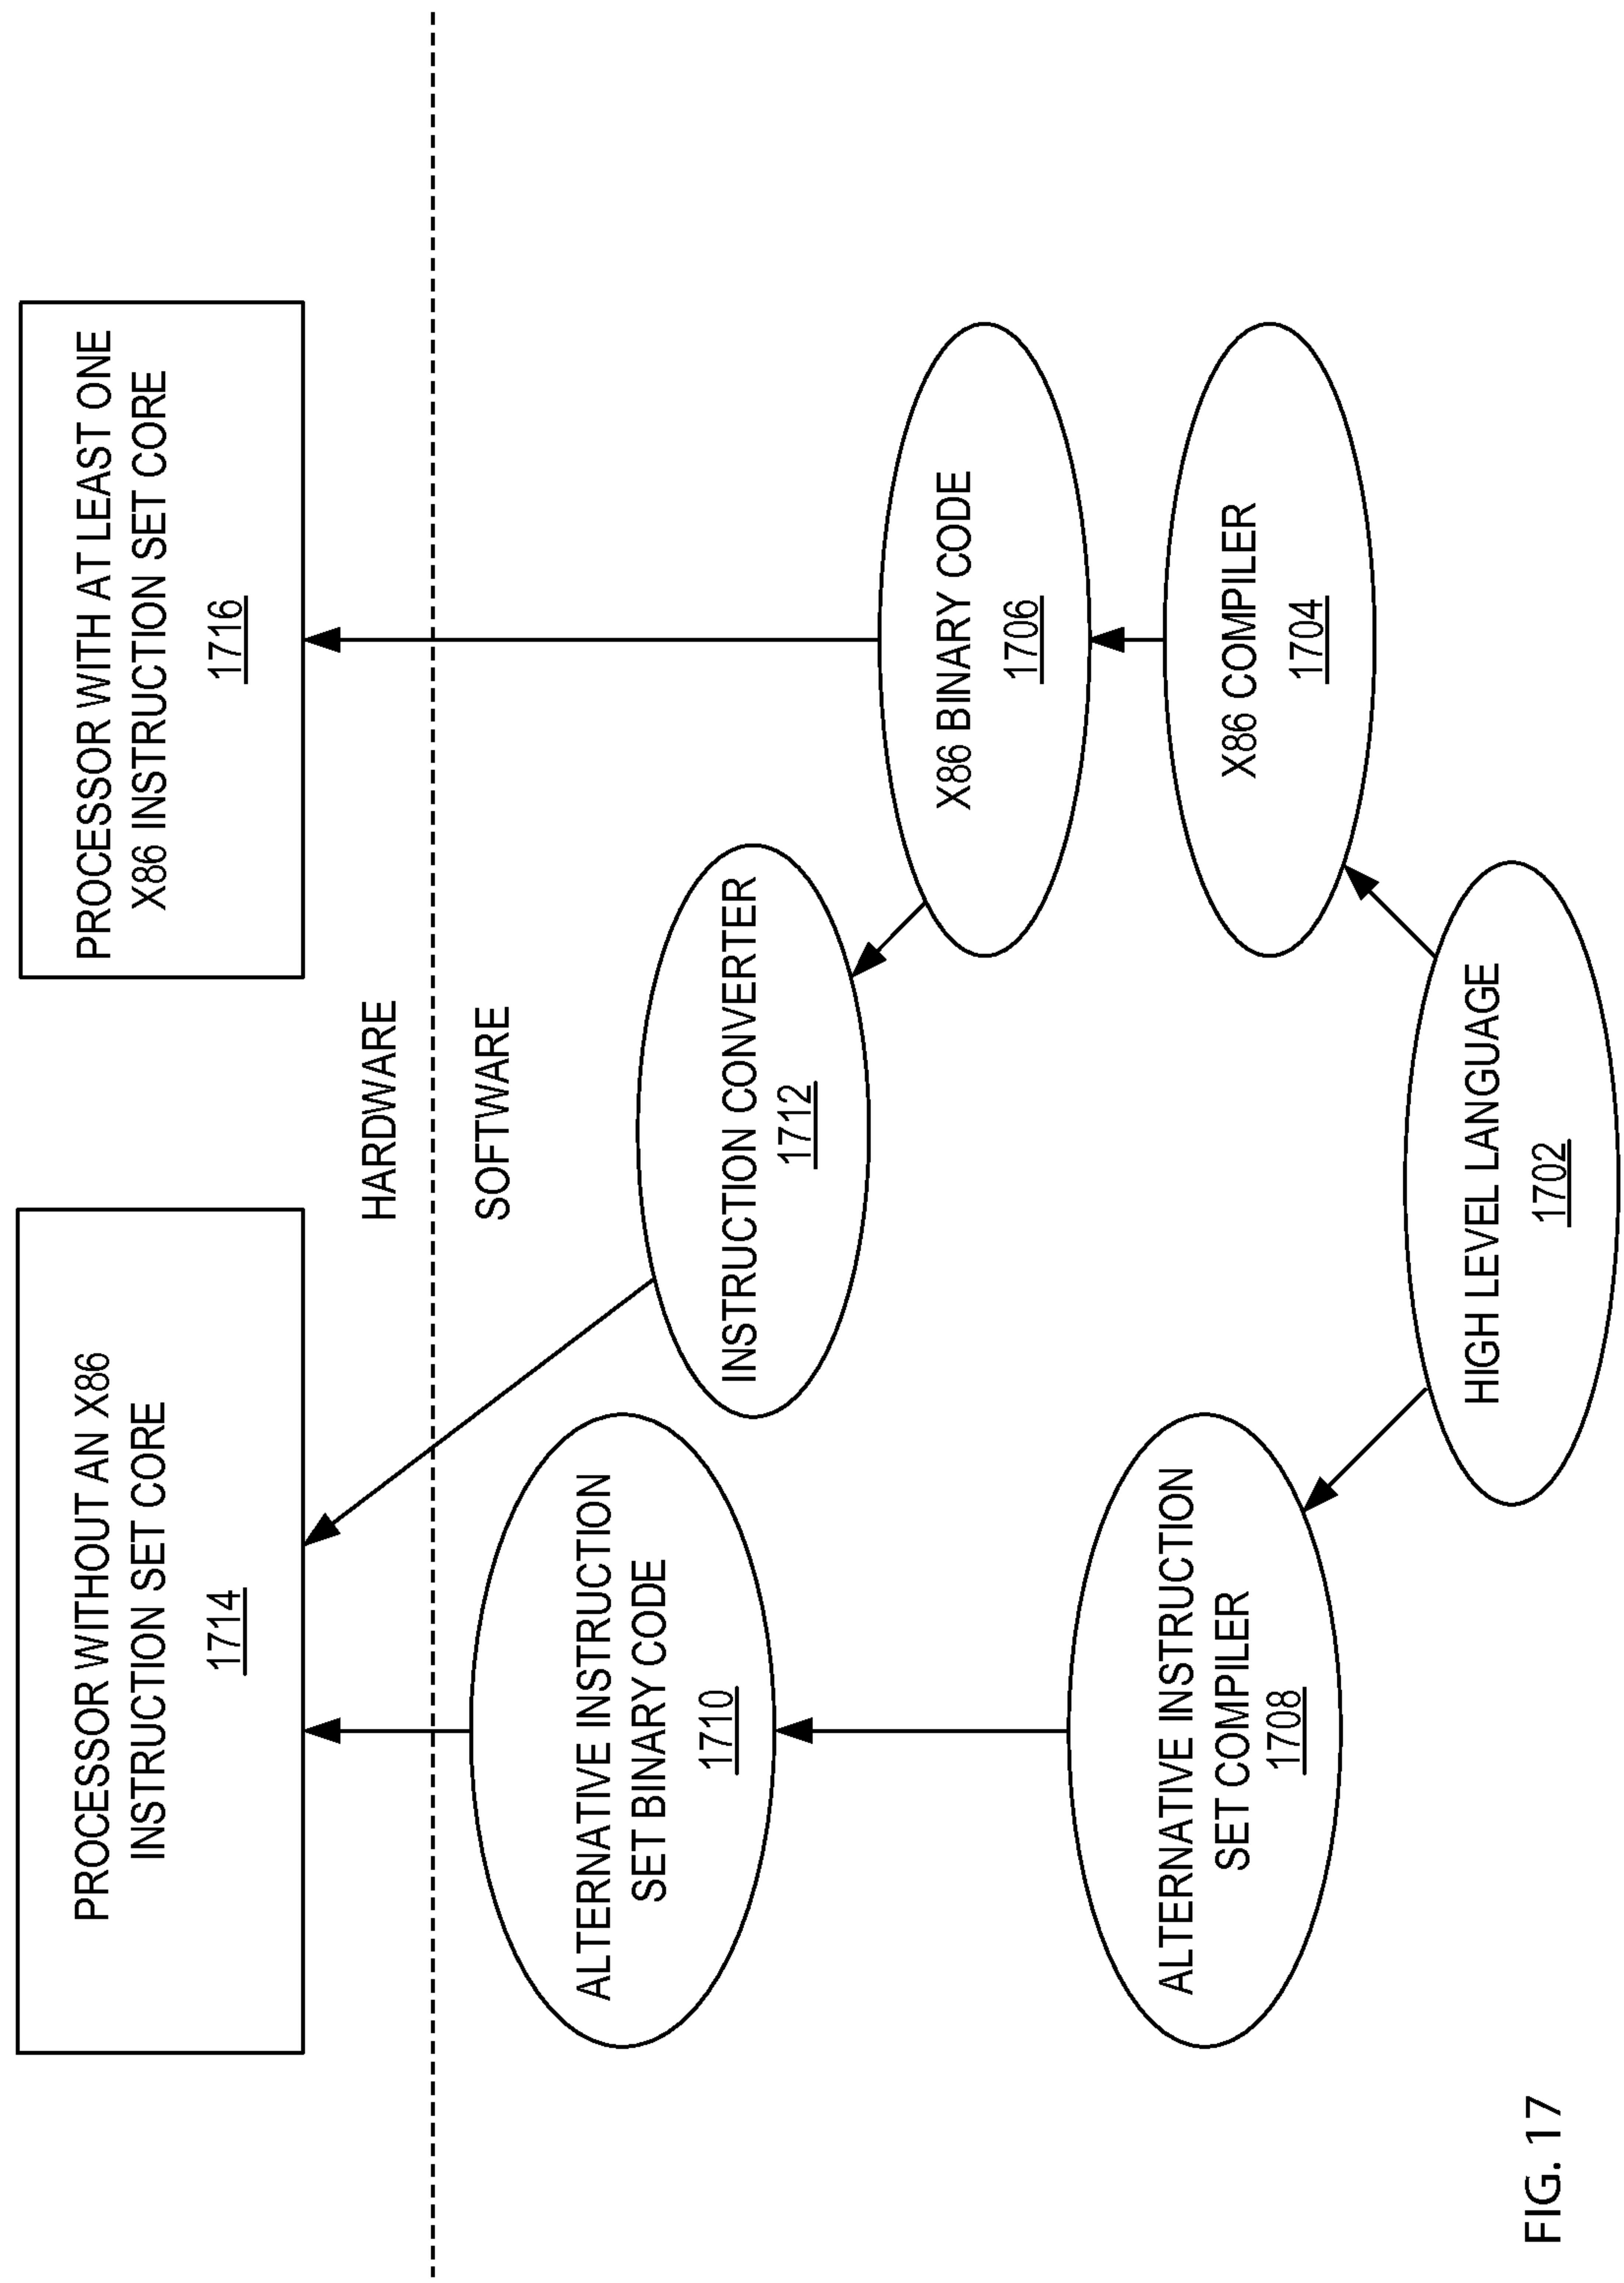 PROCESSOR WITHOUT AN X86
INSTRUCTION SET CORE
1714
PROCESSOR WITH AT LEAST ONE
X86 INSTRUCTION SET CORE
1716
HARDWARE
SOFTWARE
ALTERNATIVE INSTRUCTION
SET BINARY CODE
1710
INSTRUCTION CONVERTER
1712
X86 BINARY CODE
1706
ALTERNATIVE INSTRUCTION
SET COMPILER
1708
X86 COMPILER
1704
HIGH LEVEL LANGUAGE
1702
FIG. 17